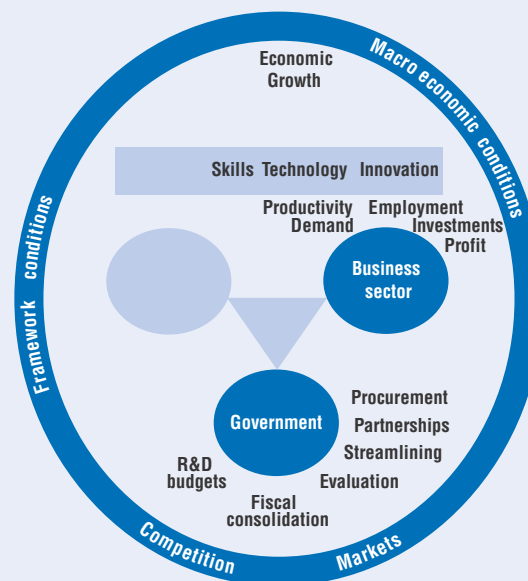 Economic
Growth
Macro economic conditions
Skills Technology Innovation
Productivity Employment
Demand Investments
Profit
Business
sector
Framework conditions
Government
Procurement
Partnerships
Streamlining
Evaluation
R&D
budgets
Fiscal
consolidation
Competition
Markets